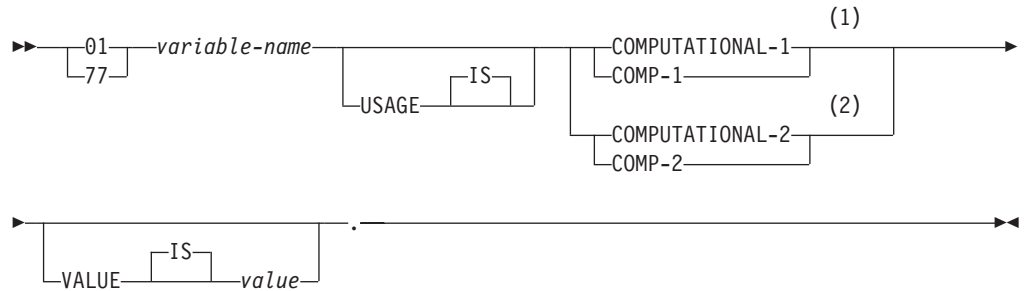 (1)
01 variable-name COMPUTATIONAL-1
77 IS COMP-1
USAGE (2)
COMPUTATIONAL-2
COMP-2
.
IS
VALUE value